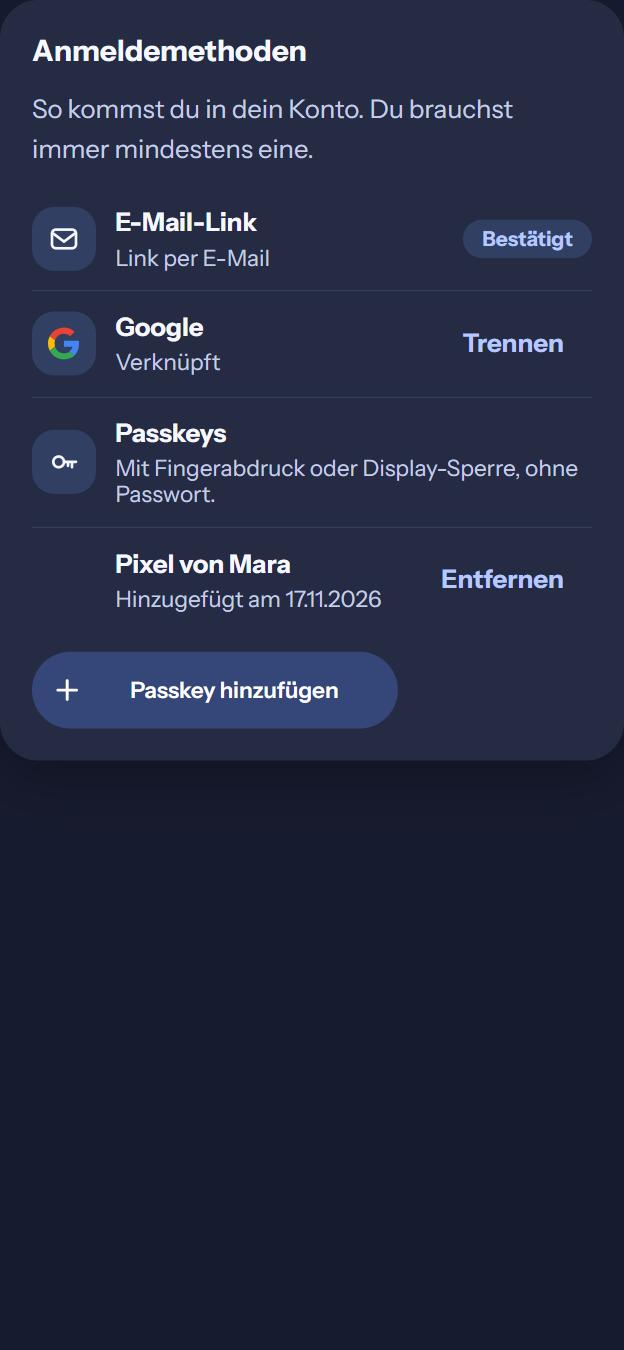 Anmeldemethoden
So kommst du in dein Konto. Du brauchst
immer mindestens eine.
E-Mail-Link
Link per E-Mail
Bestätigt
Google
Verknüpft
Trennen
Passkeys
Mit Fingerabdruck oder Display-Sperre, ohne
Passwort.
Pixel von Mara
Hinzugefügt am 17.11.2026
Entfernen
Passkey hinzufügen